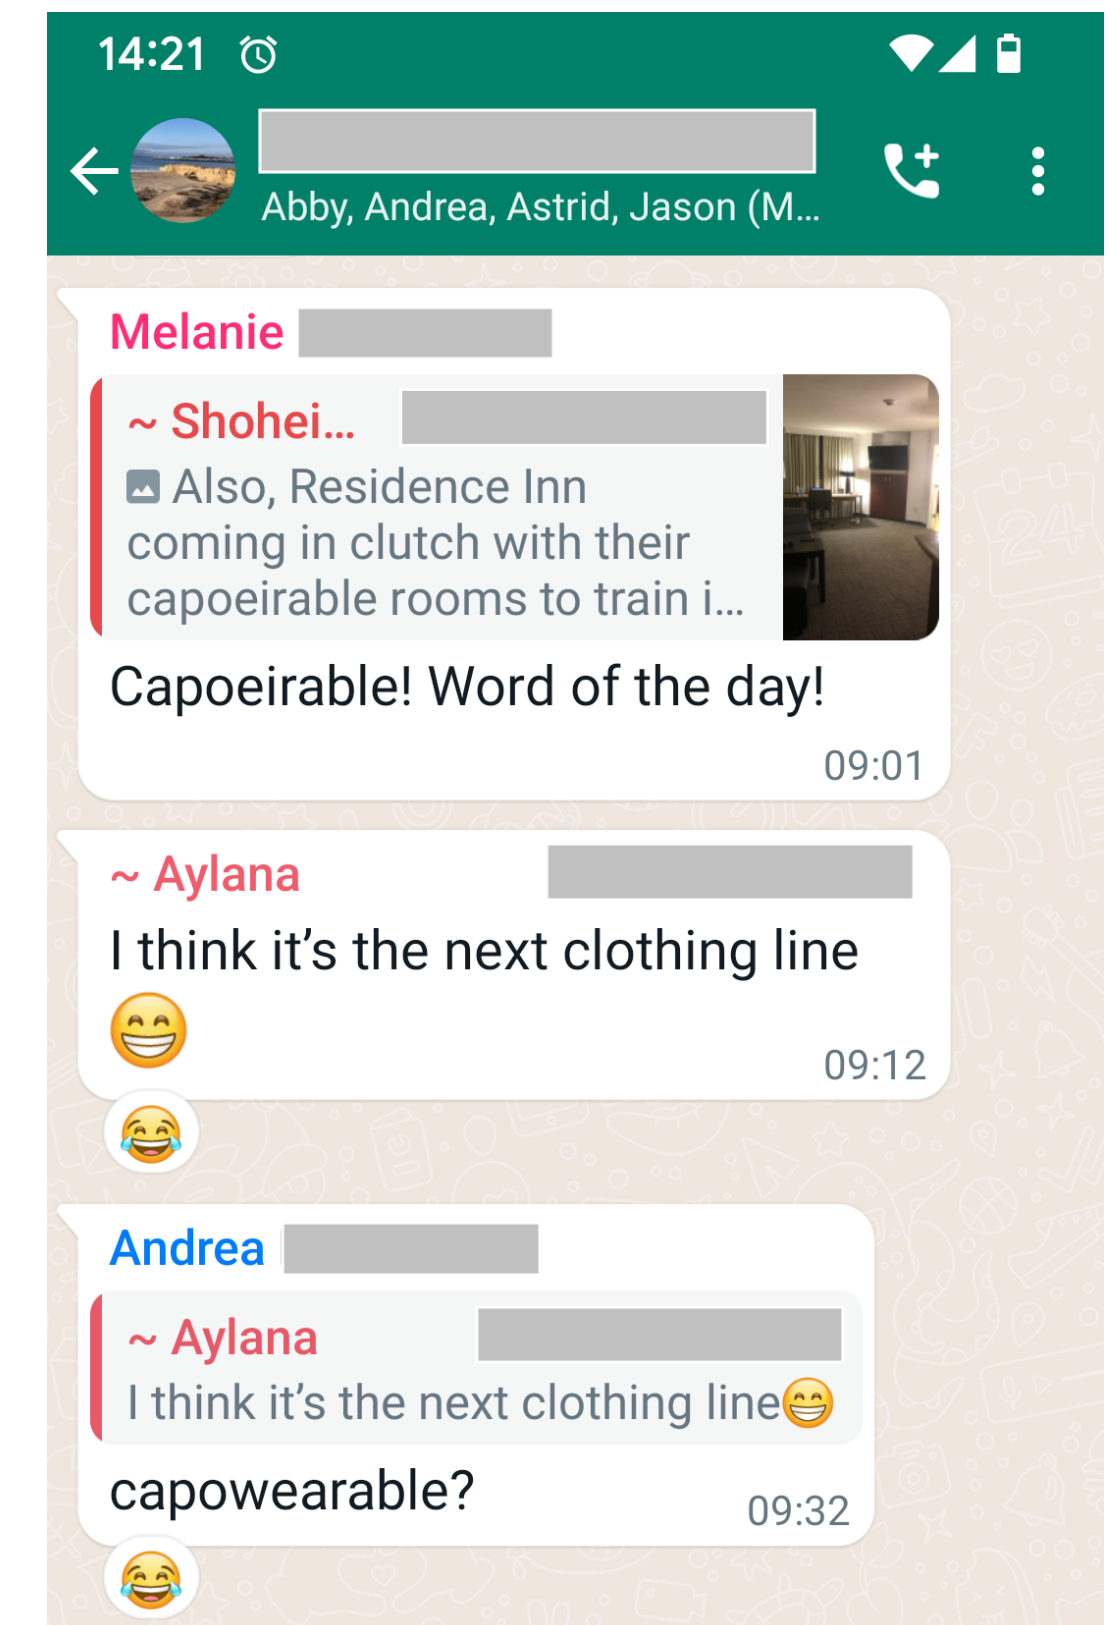 14:21
Abby, Andrea, Astrid, Jason (M...
Melanie
~ Shohei...
Also, Residence Inn
coming in clutch with their
capoeirable rooms to train i...
Capoeirable! Word of the day!
09:01
~ Aylana
I think it's the next clothing line
😁
09:12
😂
Andrea
~ Aylana
I think it's the next clothing line😁
capowearable?
09:32
😂